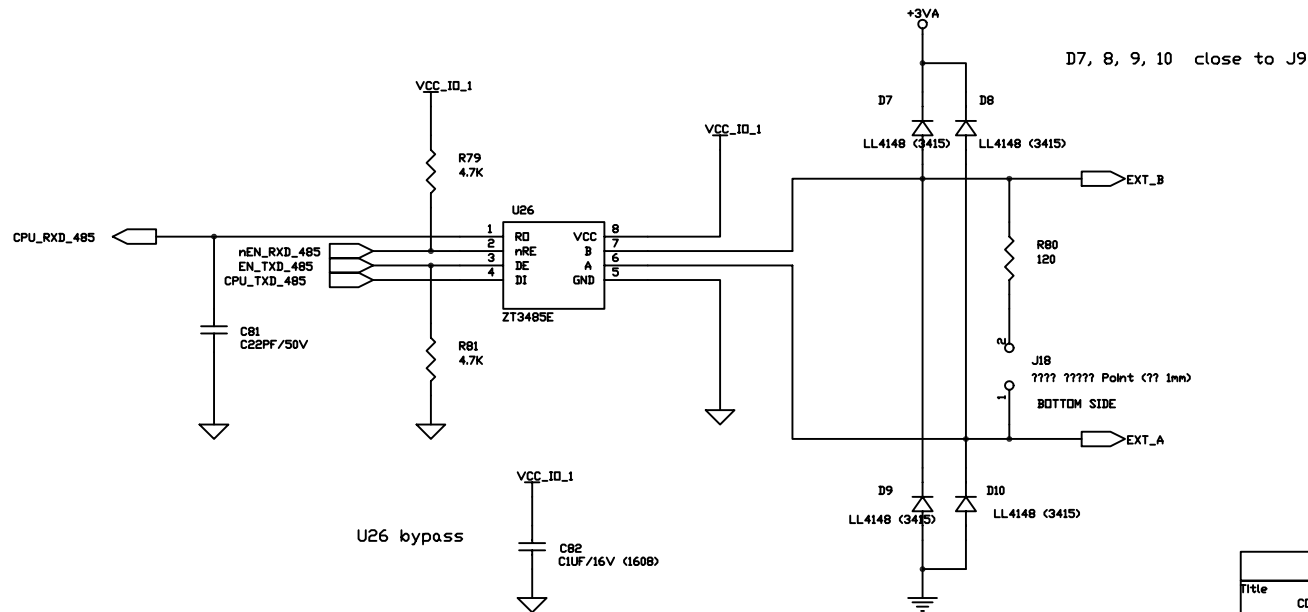 +3VA
D7, 8, 9, 10 close to J9
VCC_IO_1
D7
D8
LL4148 (3415)
LL4148 (3415)
VCC_IO_1
R79
4.7K
EXT_B
U26
CPU_RXD_485
1
RO
VCC
8
nEN_RXD_485
2
nRE
B
7
EN_TXD_485
3
DE
A
6
CPU_TXD_485
4
DI
GND
5
R80
120
ZT3485E
C81
C22PF/50V
R81
4.7K
2
J18
???? ????? Point (?? 1mm)
1
BOTTOM SIDE
EXT_A
VCC_IO_1
D9
D10
LL4148 (3415)
LL4148 (3415)
U26 bypass
C82
C1UF/16V (1608)
Title